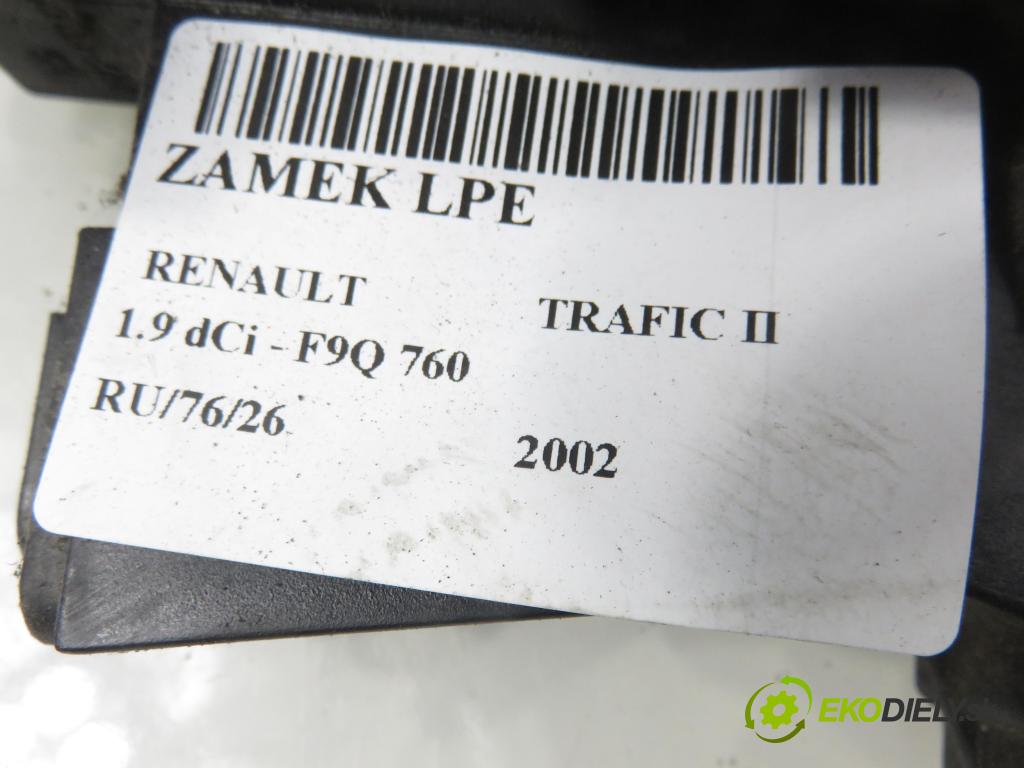 ZAMEK LPE
RENAULT TRAFIC II
1.9 dCi - F9Q 760
RU/76/26 2002
EKODIELY.S